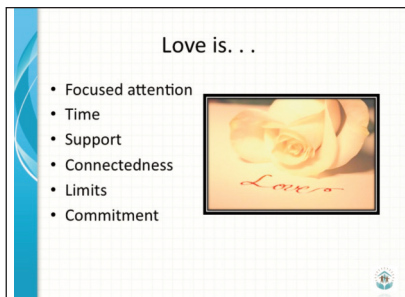 Love is. . .
• Focused attention
• Time
• Support
• Connectedness
• Limits
• Commitment
Love